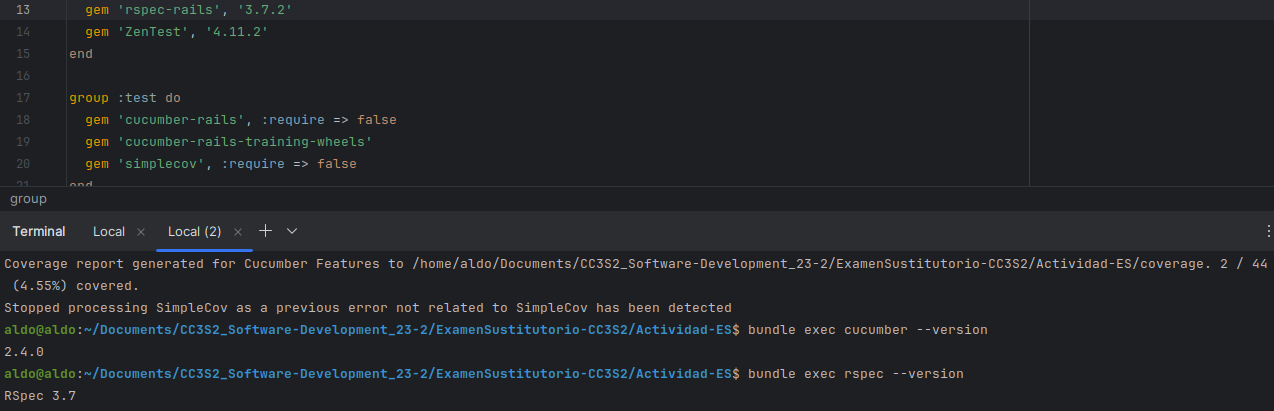 13 gem 'rspec-rails', '3.7.2'
14 gem 'ZenTest', '4.11.2'
15 end
16
17 group :test do
18 gem 'cucumber-rails', :require => false
19 gem 'cucumber-rails-training-wheels'
20 gem 'simplecov', :require => false
21 end
group
Terminal Local × Local (2) ×
Coverage report generated for Cucumber Features to /home/aldo/Documents/CC3S2_Software-Development_23-2/ExamenSustitutorio-CC3S2/Actividad-ES/coverage. 2 / 44
(4.55%) covered.
Stopped processing SimpleCov as a previous error not related to SimpleCov has been detected
aldo@aldo:~/Documents/CC3S2_Software-Development_23-2/ExamenSustitutorio-CC3S2/Actividad-ES$ bundle exec cucumber --version
2.4.0
aldo@aldo:~/Documents/CC3S2_Software-Development_23-2/ExamenSustitutorio-CC3S2/Actividad-ES$ bundle exec rspec --version
RSpec 3.7